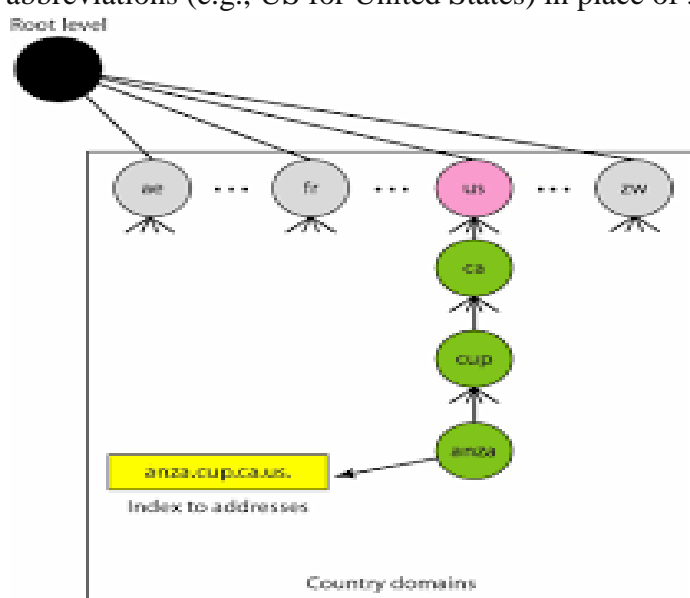 abbreviations (e.g., US for United States) in place of
Root level
ae ... fr ... us ... zw
ca
cup
anza
anza.cup.ca.us.
Index to addresses
Country domains